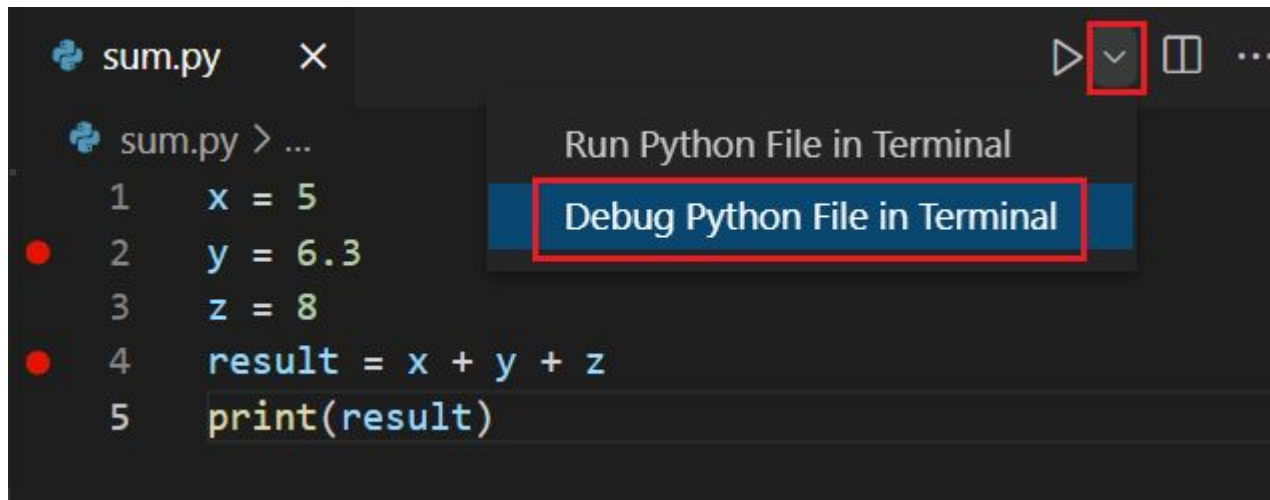 sum.py
sum.py > ...
Run Python File in Terminal
Debug Python File in Terminal
1 x = 5
2 y = 6.3
3 z = 8
4 result = x + y + z
5 print(result)